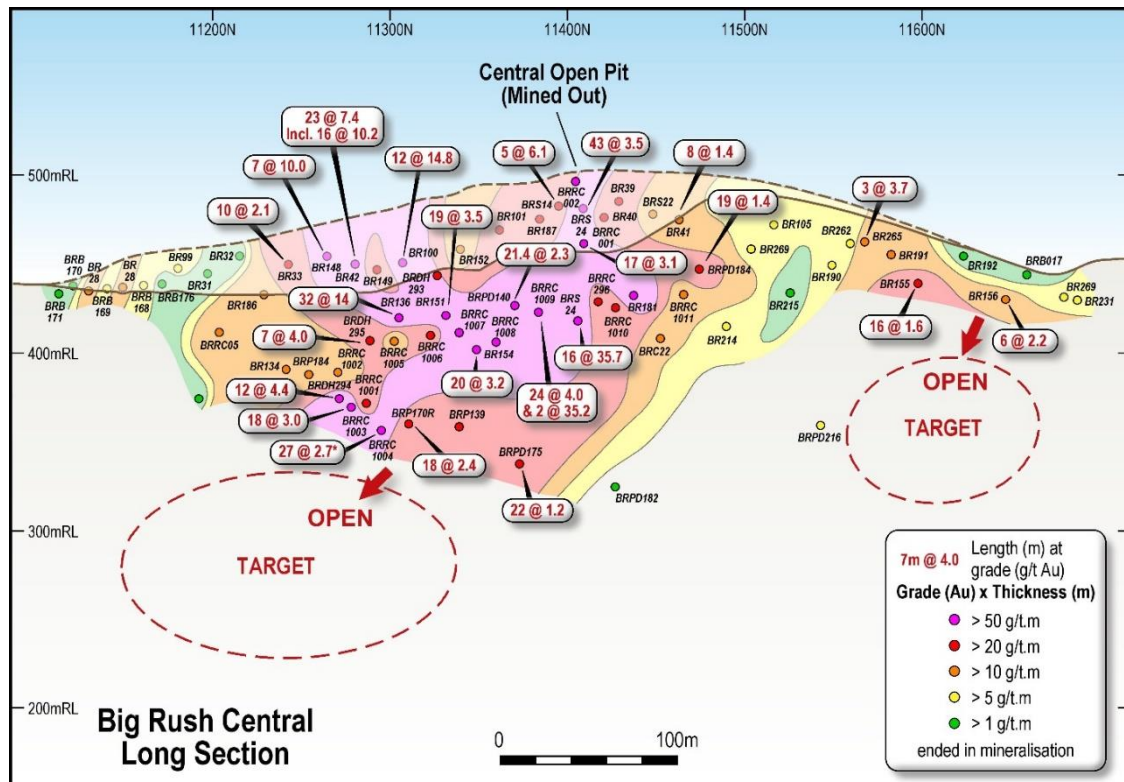 11200N
11300N
11400N
11500N
11600N
Central Open Pit
(Mined Out)
500mRL
400mRL
300mRL
200mRL
23 @ 7.4
Incl. 16 @ 10.2
7 @ 10.0
12 @ 14.8
5 @ 6.1
43 @ 3.5
8 @ 1.4
3 @ 3.7
10 @ 2.1
19 @ 3.5
19 @ 1.4
21.4 @ 2.3
17 @ 3.1
32 @ 14
7 @ 4.0
12 @ 4.4
18 @ 3.0
27 @ 2.7*
20 @ 3.2
24 @ 4.0
& 2 @ 35.2
16 @ 35.7
18 @ 2.4
22 @ 1.2
16 @ 1.6
6 @ 2.2
BRB
170
BR
28
BR
28
BR99
BR32
BR31
BRB
171
BRB
169
BRB
168
BRB176
BR186
BR33
BR148
BR42
BR149
BR100
BRDH
293
BR152
BR101
BRS14
BR187
BRRC
002
BRS
24
BR39
BR40
BRRC
001
BRS22
BR41
BRPD184
BR105
BR269
BR262
BR190
BR265
BR191
BR192
BRB017
BR269
BR231
BR155
BR156
BR215
BR214
BRRC05
BR134
BRP184
BRDH294
BRRC
1002
BRDH
295
BR136
BR151
BRRC
1005
BRRC
1006
BRRC
1007
BRPD140
BRRC
1008
BRRC
1009
BR154
BRS
24
BRRC
296
BRRC
1010
BR181
BRRC
1011
BRC22
BRRC
1001
BRRC
1003
BRRC
1004
BRP170R
BRP139
BRPD175
BRPD182
BRPD216
OPEN
TARGET
OPEN
TARGET
Big Rush Central
Long Section
0
100m
7m @ 4.0
Length (m) at
grade (g/t Au)
Grade (Au) x Thickness (m)
> 50 g/t.m
> 20 g/t.m
> 10 g/t.m
> 5 g/t.m
> 1 g/t.m
ended in mineralisation